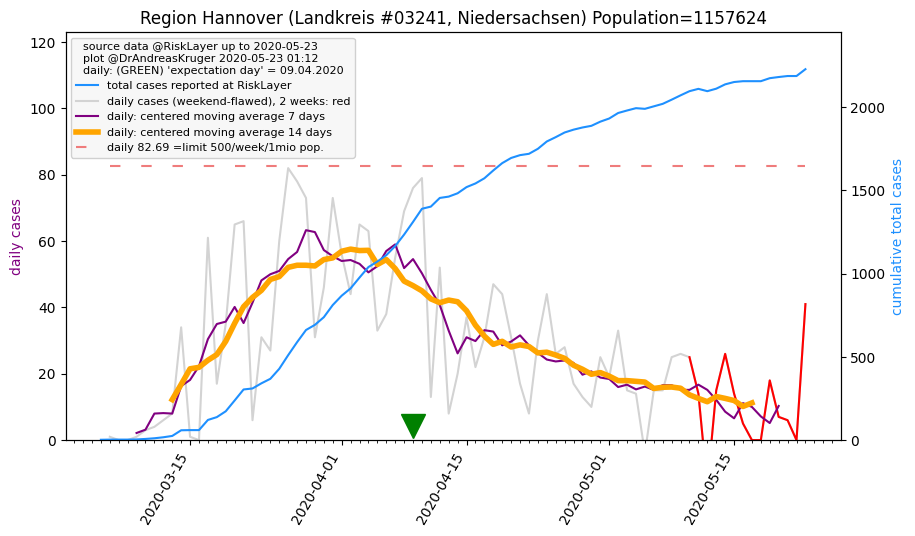 Region Hannover (Landkreis #03241, Niedersachsen) Population=1157624
source data @RiskLayer up to 2020-05-23
plot @DrAndreasKruger 2020-05-23 01:12
daily: (GREEN) 'expectation day' = 09.04.2020
total cases reported at RiskLayer
daily cases (weekend-flawed), 2 weeks: red
daily: centered moving average 7 days
daily: centered moving average 14 days
daily 82.69 =limit 500/week/1mio pop.
daily cases
120
100
80
60
40
20
0
cumulative total cases
2000
1500
1000
500
0
2020-03-15
2020-04-01
2020-04-15
2020-05-01
2020-05-15